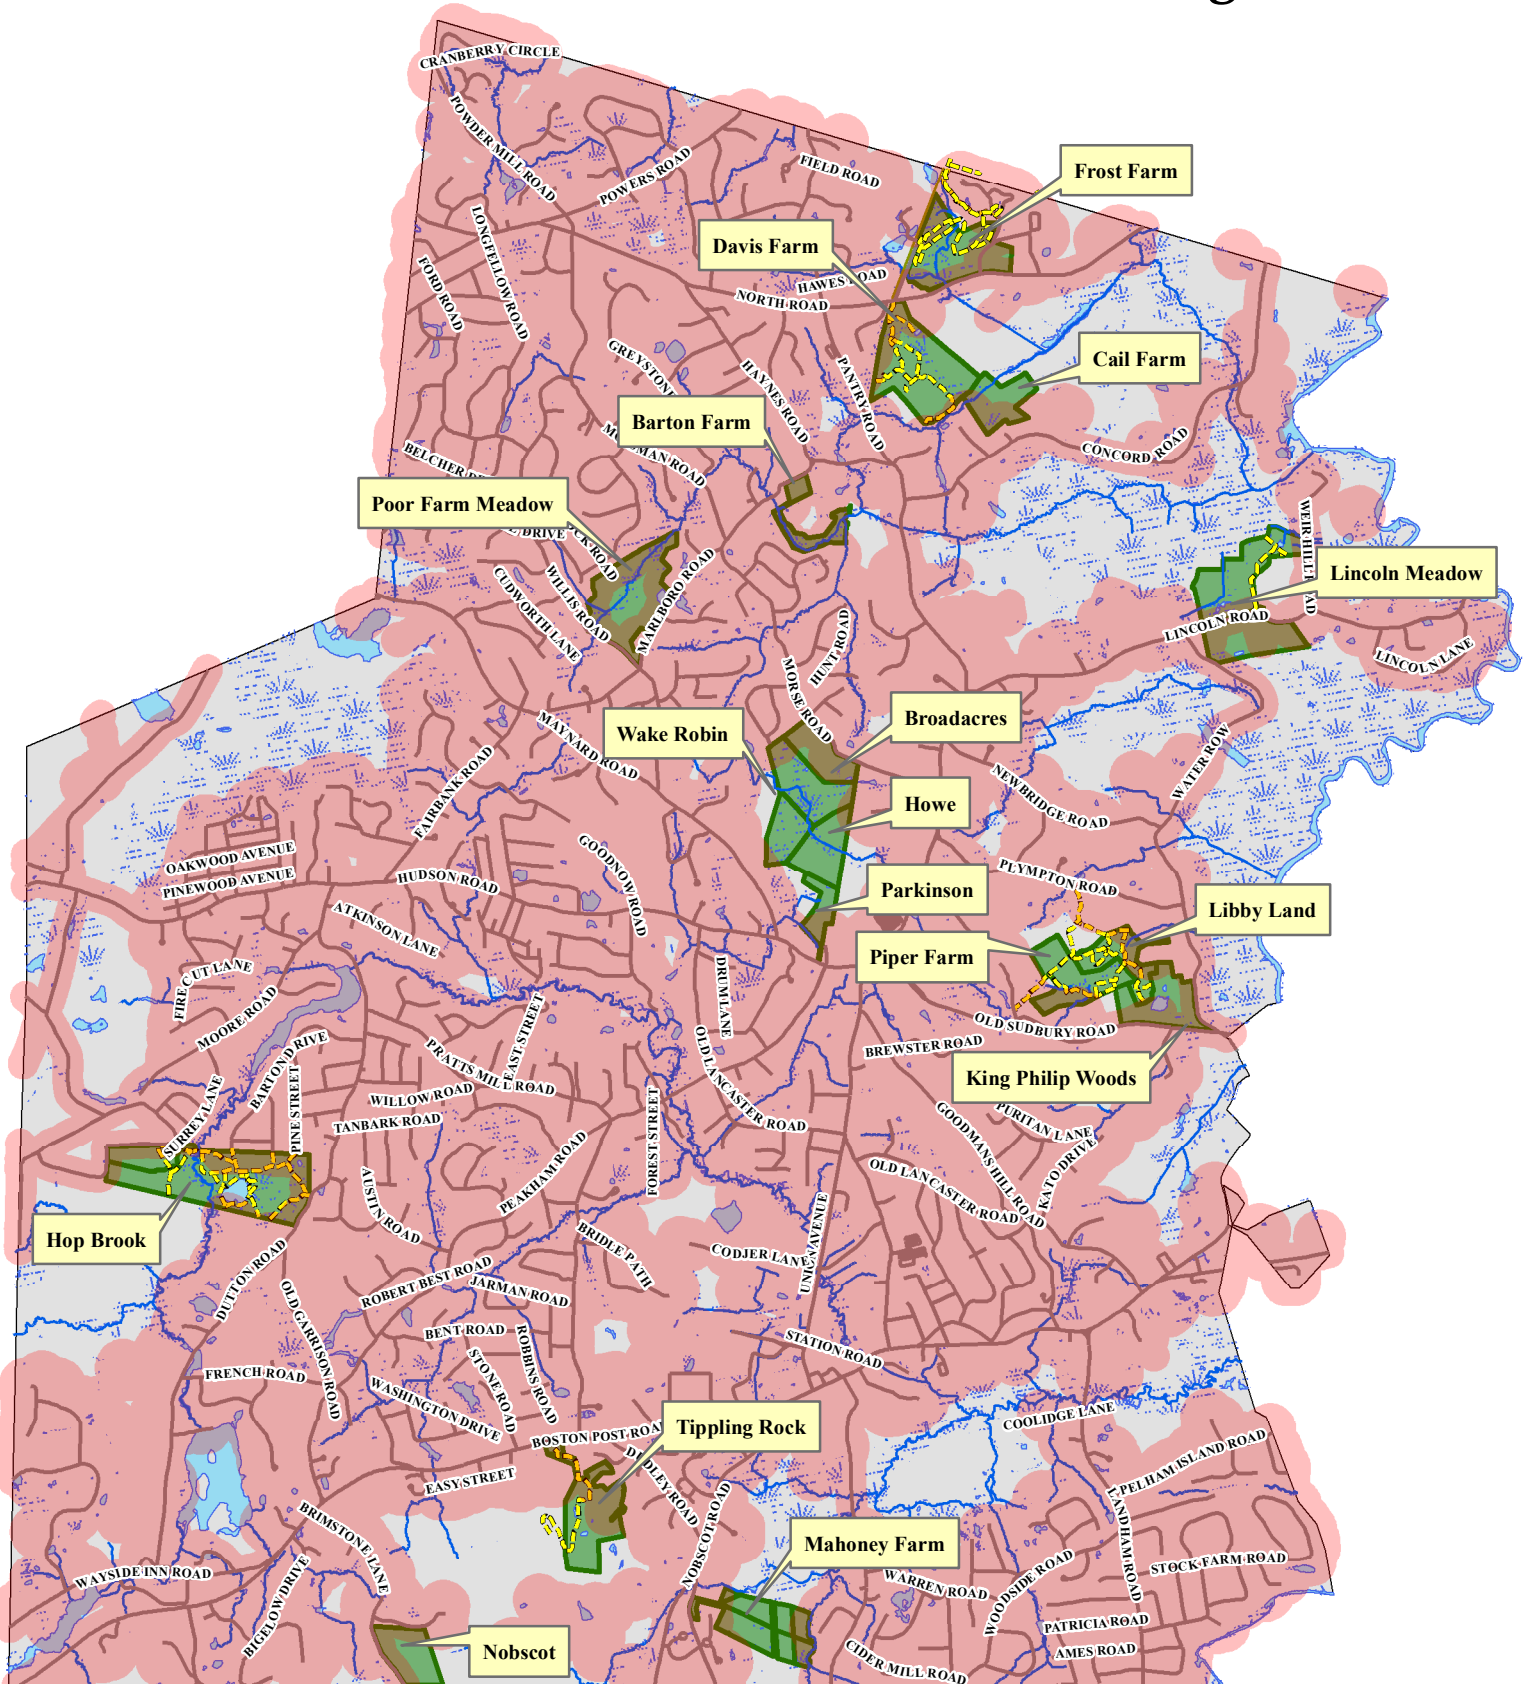 CRANBERRY CIRCLE
POWDER MILL ROAD
POWERS ROAD
FIELD ROAD
Frost Farm
LONGFELLOW ROAD
Davis Farm
FORD ROAD
HAWES ROAD
NORTH ROAD
Cail Farm
HAYNES ROAD
PANTRY ROAD
Barton Farm
CONCORD ROAD
Poor Farm Meadow
DRIVE
ROAD
WILLIS ROAD
CUDWORTH LANE
MARLBORO ROAD
Lincoln Meadow
LINCOLN ROAD
LINCOLN LANE
HUNT ROAD
MORSE ROAD
Broadacres
Wake Robin
MAYNARD ROAD
FAIRBANK ROAD
WATER ROW
NEWBRIDGE ROAD
Howe
GOODNOW ROAD
OAKWOOD AVENUE
PINEWOOD AVENUE
HUDSON ROAD
PLYMPTON ROAD
Parkinson
Libby Land
ATKINSON LANE
Piper Farm
FIRE CUT LANE
MOORE ROAD
DRUM LANE
OLD SUDBURY ROAD
BREWSTER ROAD
King Philip Woods
EAST STREET
PRATTS MILL ROAD
OLD LANCASTER ROAD
BARTON DRIVE
PINE STREET
SURREY LANE
WILLOW ROAD
TANBARK ROAD
FOREST STREET
GOODMANS HILL ROAD
PURITAN LANE
KATO DRIVE
PEAKHAM ROAD
AUSTIN ROAD
OLD LANCASTER ROAD
Hop Brook
BRIDLE PATH
CODJER LANE
UNION AVENUE
DUTTON ROAD
ROBERT BEST ROAD
JARMAN ROAD
OLD GARRISON ROAD
BENT ROAD
ROBBINS ROAD
STONE ROAD
STATION ROAD
FRENCH ROAD
WASHINGTON DRIVE
COOLIDGE LANE
Tippling Rock
BOSTON POST ROA
DUDLEY ROAD
EASY STREET
PELHAM ISLAND ROAD
LANDHAM ROAD
NOBSCOT ROAD
BRIMSTONE LANE
Mahoney Farm
WAYSIDE INN ROAD
BIGELOW DRIVE
WARREN ROAD
WOODSIDE ROAD
STOCK FARM ROAD
PATRICIA ROAD
AMES ROAD
Nobscot
CIDER MILL ROAD